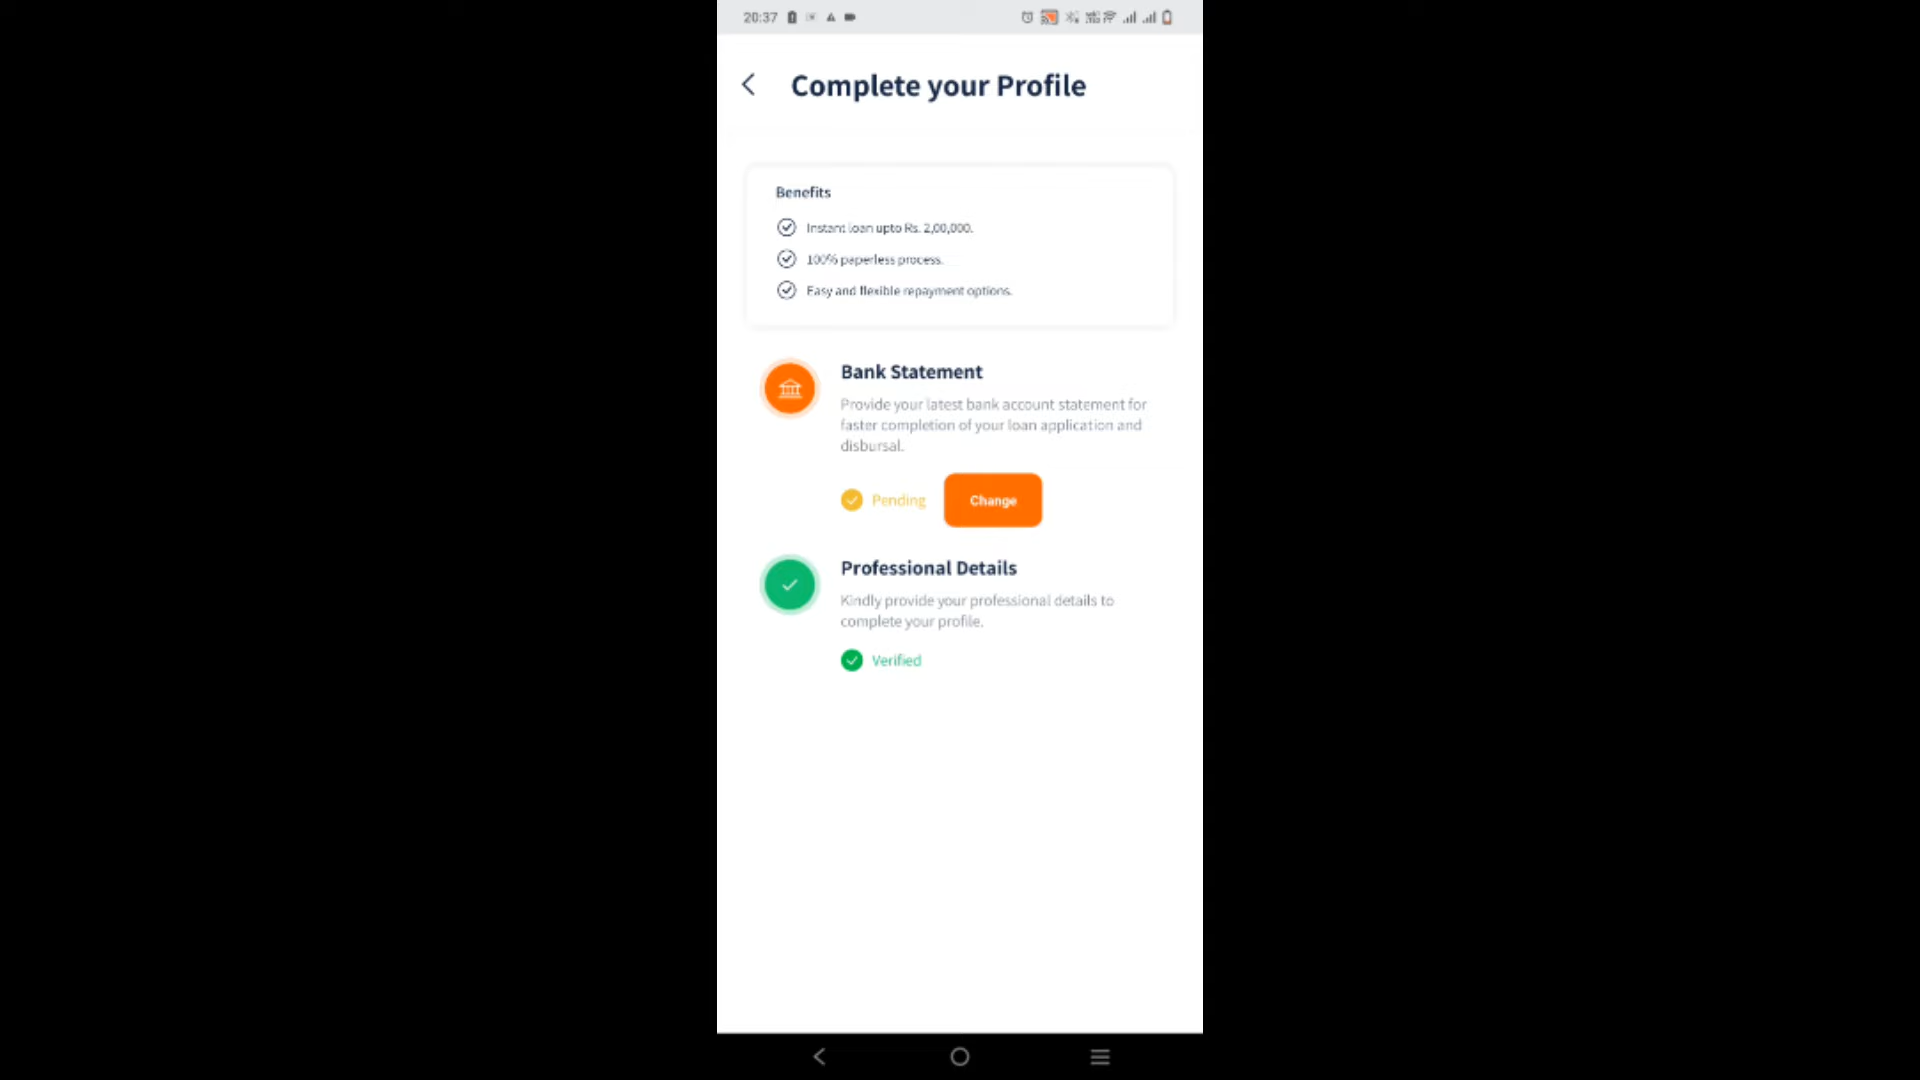 20:37
Complete your Profile
Benefits
Instant loan upto Rs. 2,00,000.
100% paperless process.
Easy and flexible repayment options.
Bank Statement
Provide your latest bank account statement for
faster completion of your loan application and
disbursal.
Pending
Change
Professional Details
Kindly provide your professional details to
complete your profile.
Verified